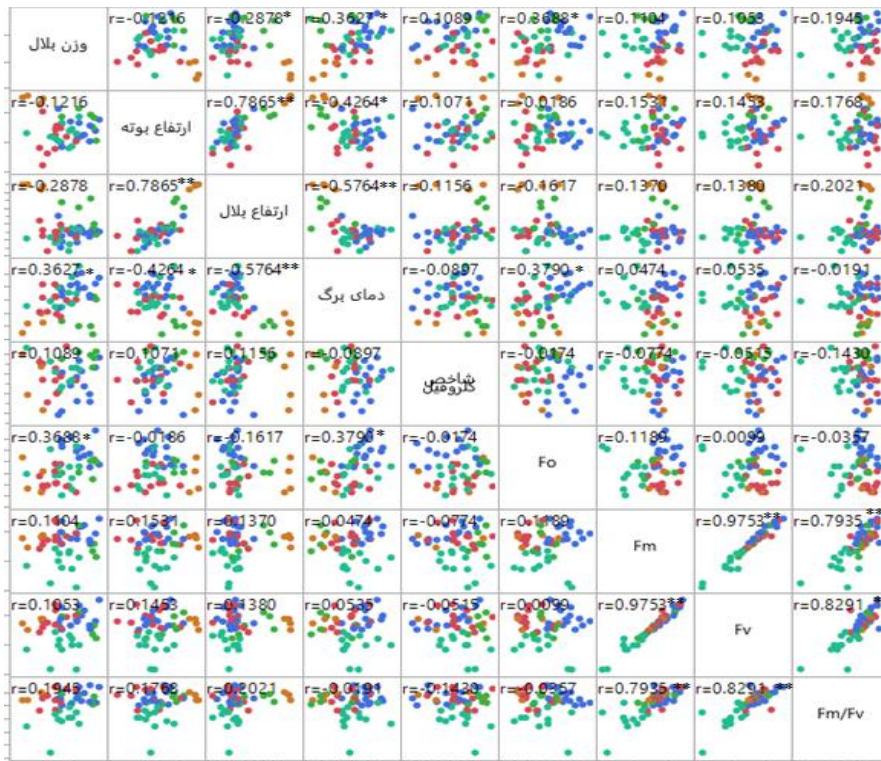 وزن بلال r=-0.1216 r=-0.2878* r=0.3627* r=0.1089 r=0.3688* r=0.1104 r=0.1053 r=0.1945
r=-0.1216 ارتفاع بوته r=0.7865** r=-0.4264* r=0.1071 r=-0.0186 r=0.1531 r=0.1453 r=0.1768
r=-0.2878 r=0.7865** ارتفاع بلال r=-0.5764** r=0.1156 r=-0.1617 r=0.1370 r=0.1380 r=0.2021
r=0.3627* r=-0.4264* r=-0.5764** دمای برگ r=-0.0897 r=0.3790* r=0.0474 r=0.0535 r=-0.0191
r=0.1089 r=0.1071 r=0.1156 r=-0.0897 شاخص کلروفیل r=-0.0174 r=-0.0774 r=-0.0515 r=-0.1430
r=0.3688* r=-0.0186 r=-0.1617 r=0.3790* r=-0.0174 Fo r=0.1189 r=0.0099 r=-0.0357
r=0.1104 r=0.1531 r=0.1370 r=0.0474 r=-0.0774 r=0.1189 Fm r=0.9753** r=0.7935**
r=0.1053 r=0.1453 r=0.1380 r=0.0535 r=-0.0515 r=0.0099 r=0.9753** Fv r=0.8291*
r=0.1945 r=0.1768 r=0.2021 r=-0.0191 r=-0.1430 r=-0.0357 r=0.7935** r=0.8291** Fm/Fv